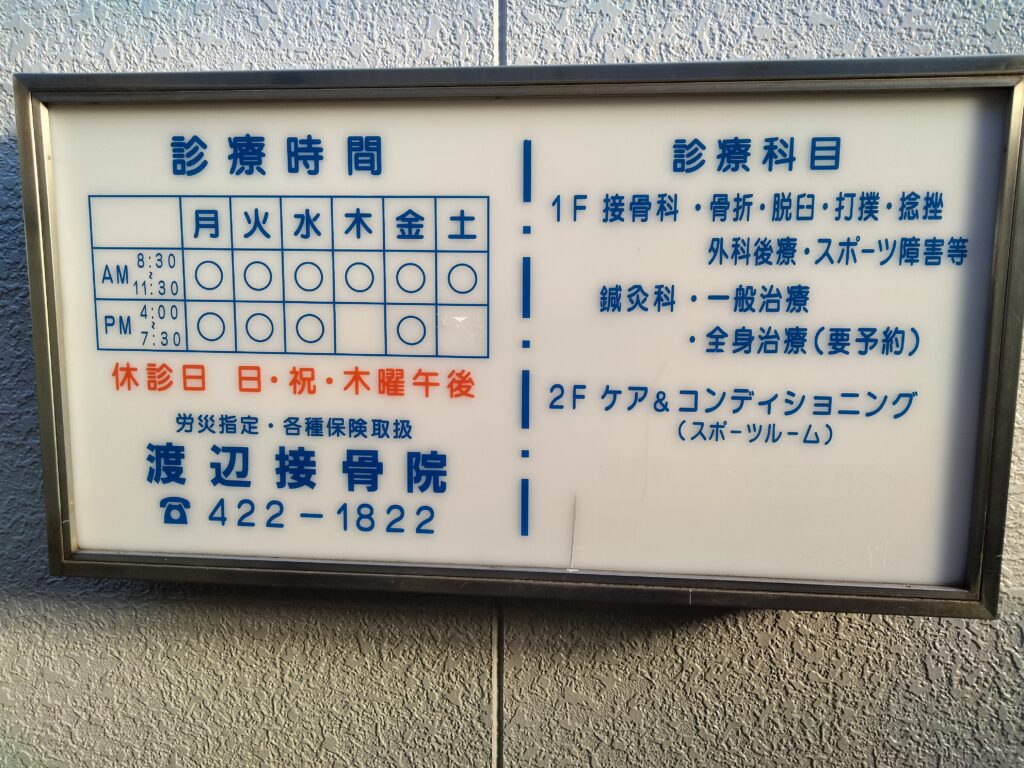 診療時間
月 火 水 木 金 土
AM 8:30~11:30 ○ ○ ○ ○ ○ ○
PM 4:00~7:30 ○ ○ ○ ○
休診日 日・祝・木曜午後
労災指定・各種保険取扱
渡辺接骨院
☎ 422-1822
診療科目
1F 接骨科・骨折・脱臼・打撲・捻挫
外科後療・スポーツ障害等
鍼灸科・一般治療
・全身治療(要予約)
2F ケア&コンディショニング
(スポーツルーム)